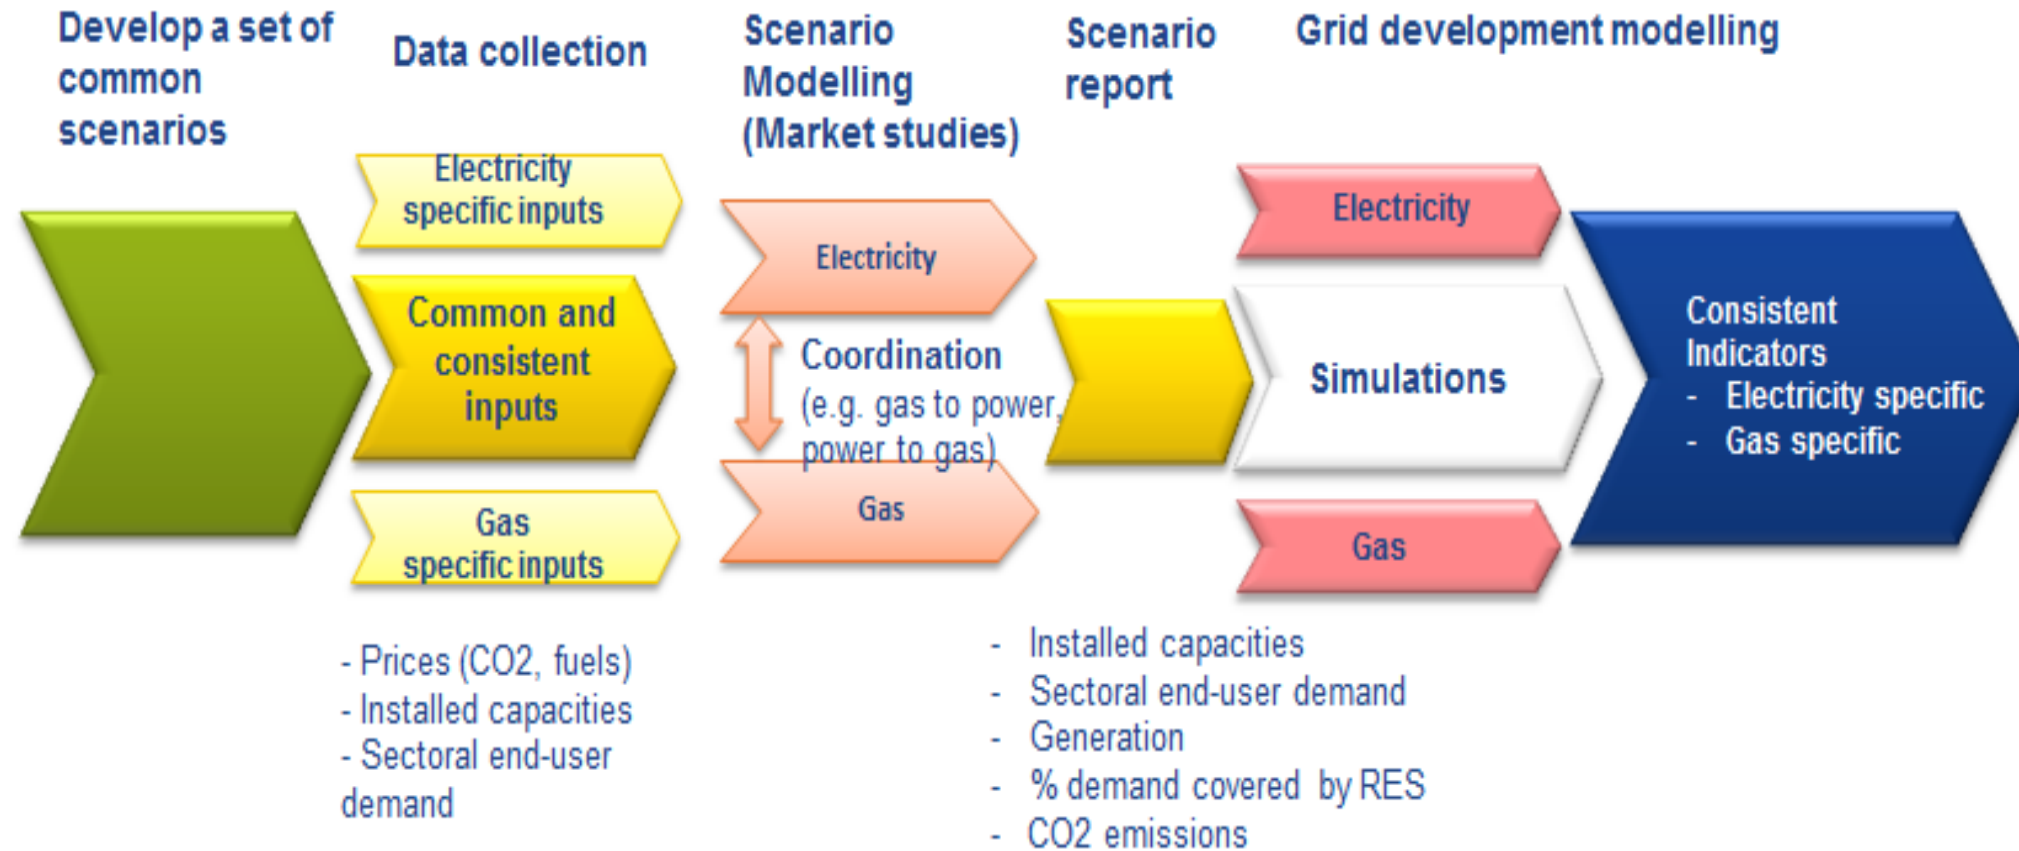 Develop a set of
common
scenarios
Data collection
Scenario
Modelling
(Market studies)
Scenario
report
Grid development modelling
Electricity
specific inputs
Common and
consistent
inputs
Gas
specific inputs
Electricity
Coordination
(e.g. gas to power,
power to gas)
Gas
Electricity
Simulations
Gas
Consistent
Indicators
- Electricity specific
- Gas specific
- Prices (CO2, fuels)
- Installed capacities
- Sectoral end-user
demand
- Installed capacities
- Sectoral end-user demand
- Generation
- % demand covered by RES
- CO2 emissions